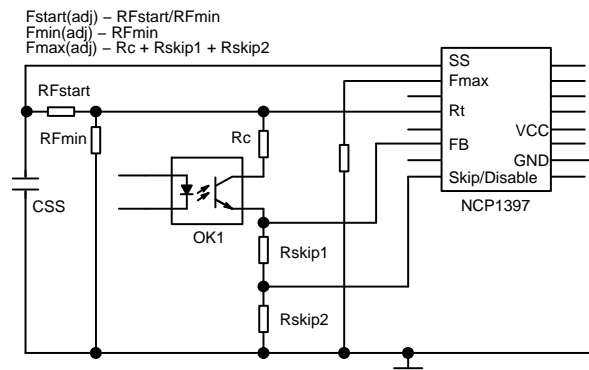 Fstart(adj) – RFstart/RFmin
Fmin(adj) – RFmin
Fmax(adj) – Rc + Rskip1 + Rskip2
SS
Fmax
RFstart
Rt
RFmin
Rc
VCC
FB
GND
Skip/Disable
CSS
NCP1397
OK1
Rskip1
Rskip2